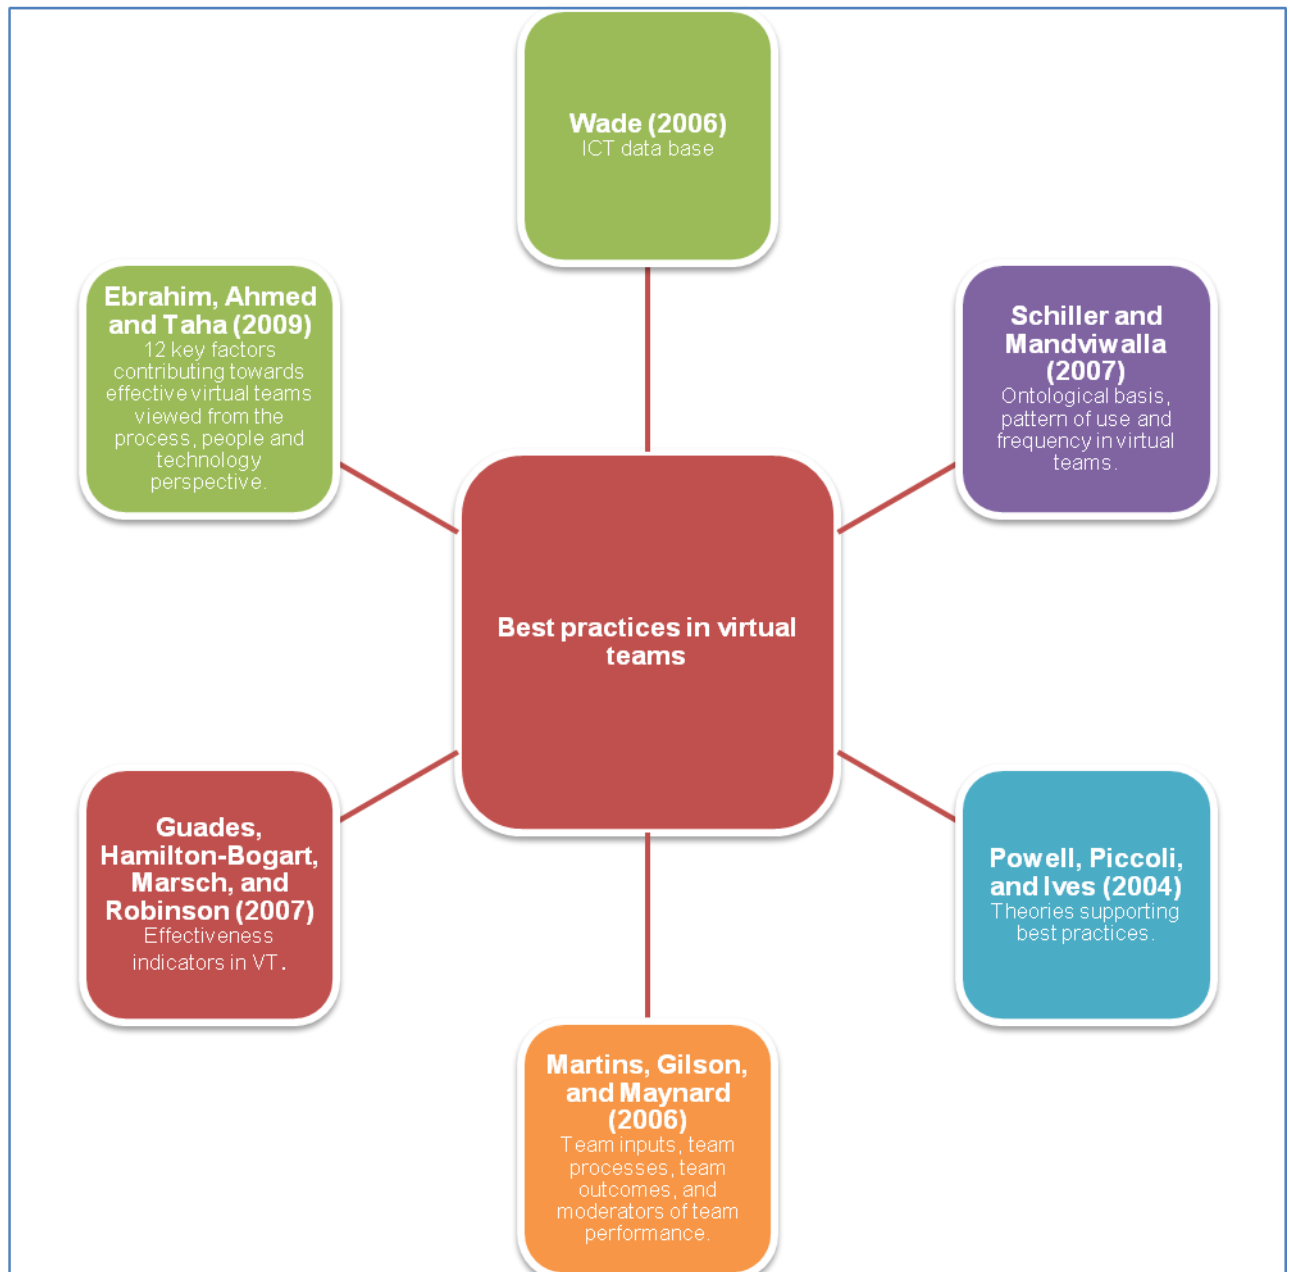 Wade (2006)
ICT data base
Ebrahim, Ahmed
and Taha (2009)
12 key factors
contributing towards
effective virtual teams
viewed from the
process, people and
technology
perspective.
Schiller and
Mandviwalla
(2007)
Ontological basis,
pattern of use and
frequency in virtual
teams.
Best practices in virtual
teams
Guades,
Hamilton-Bogart,
Marsch, and
Robinson (2007)
Effectiveness
indicators in VT.
Powell, Piccoli,
and Ives (2004)
Theories supporting
best practices.
Martins, Gilson,
and Maynard
(2006)
Team inputs, team
processes, team
outcomes, and
moderators of team
performance.